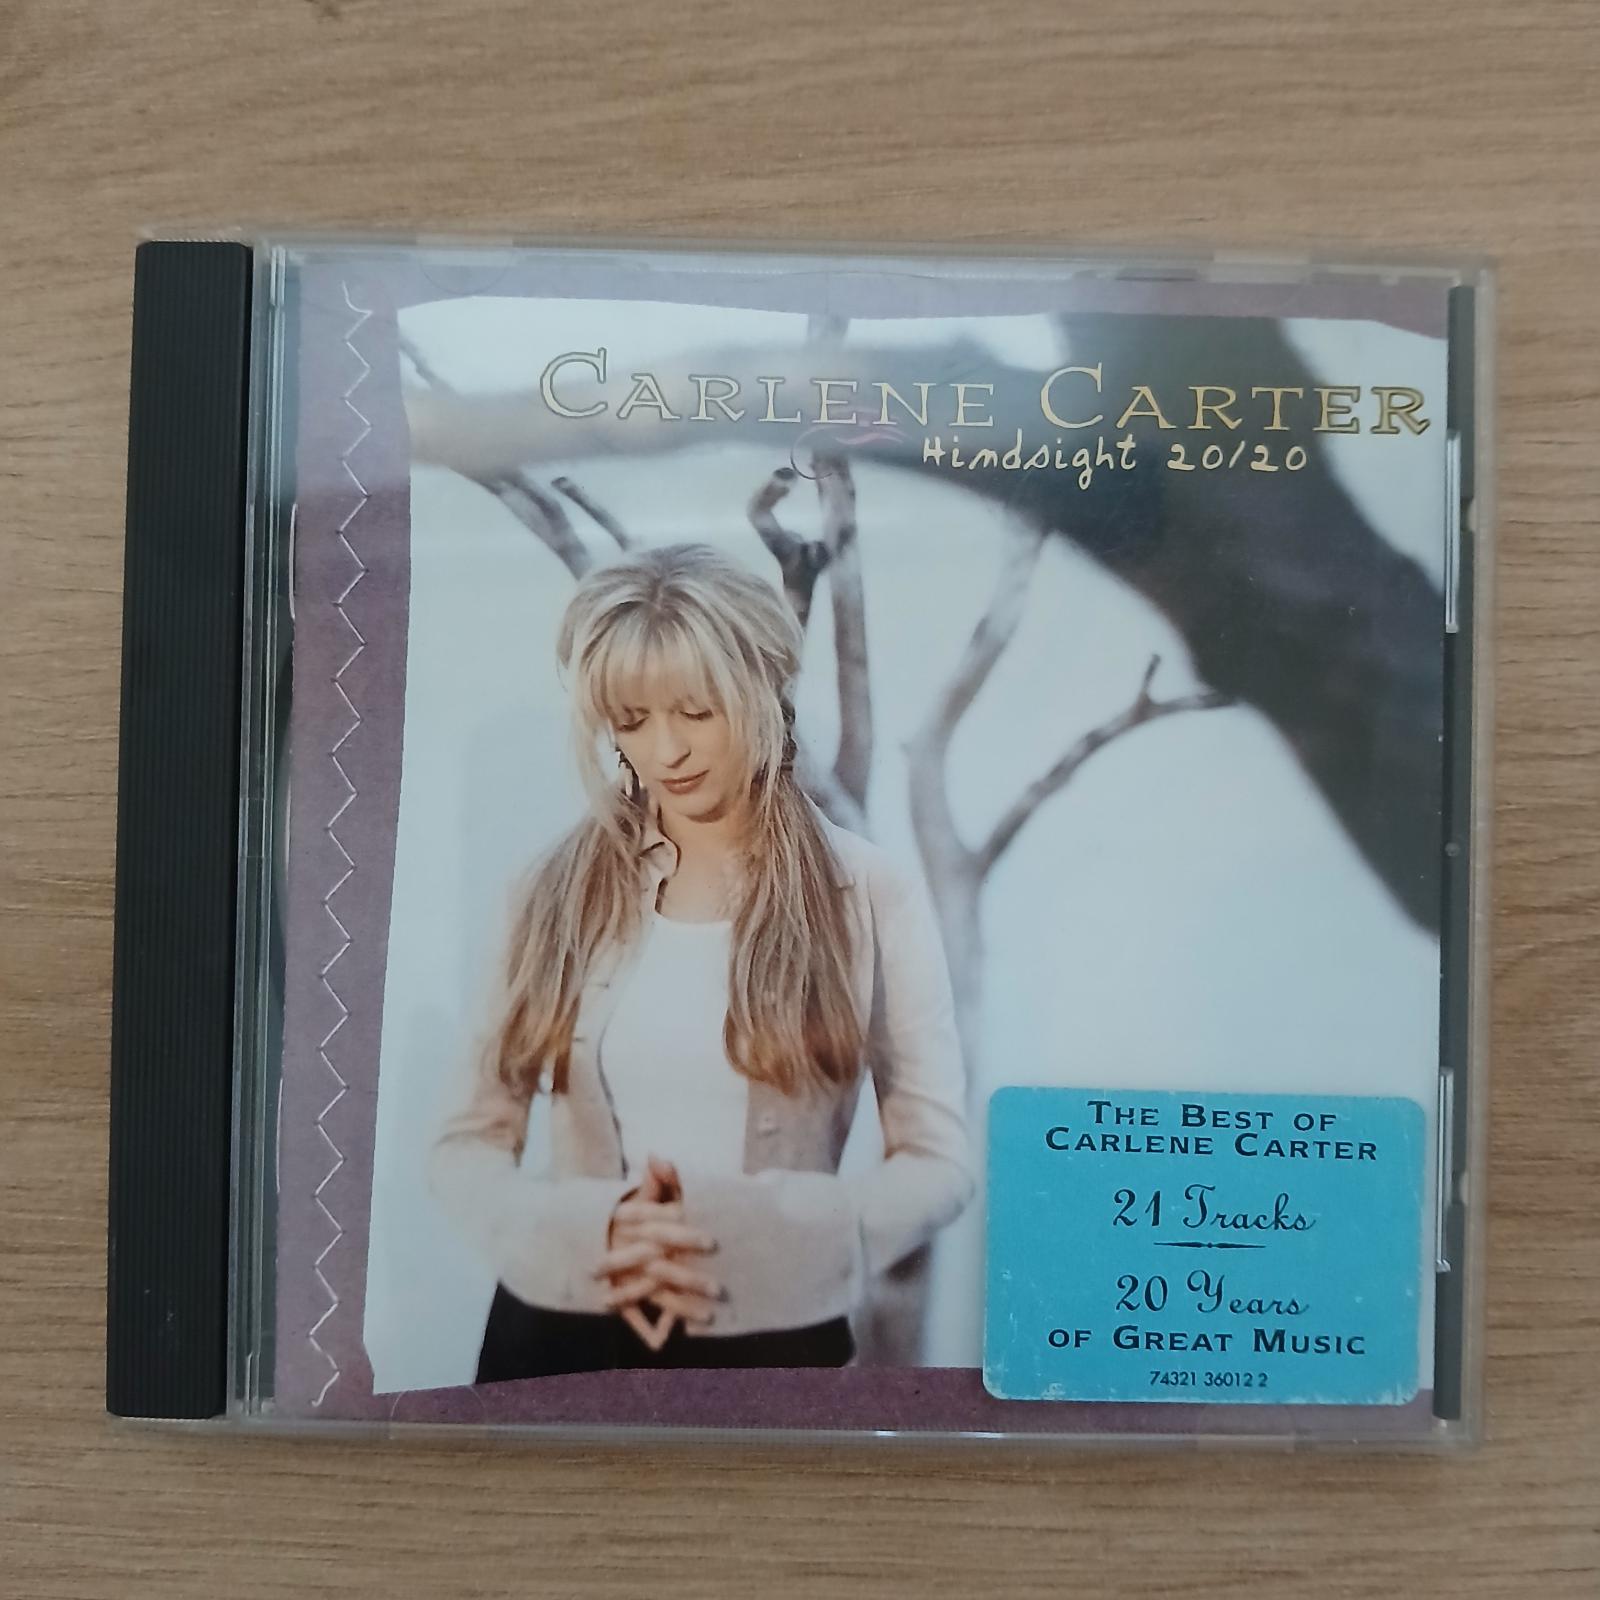 CARLENE CARTER
Hindsight 20/20
THE BEST OF
CARLENE CARTER
21 Tracks
20 Years
OF GREAT MUSIC
74321 36012 2